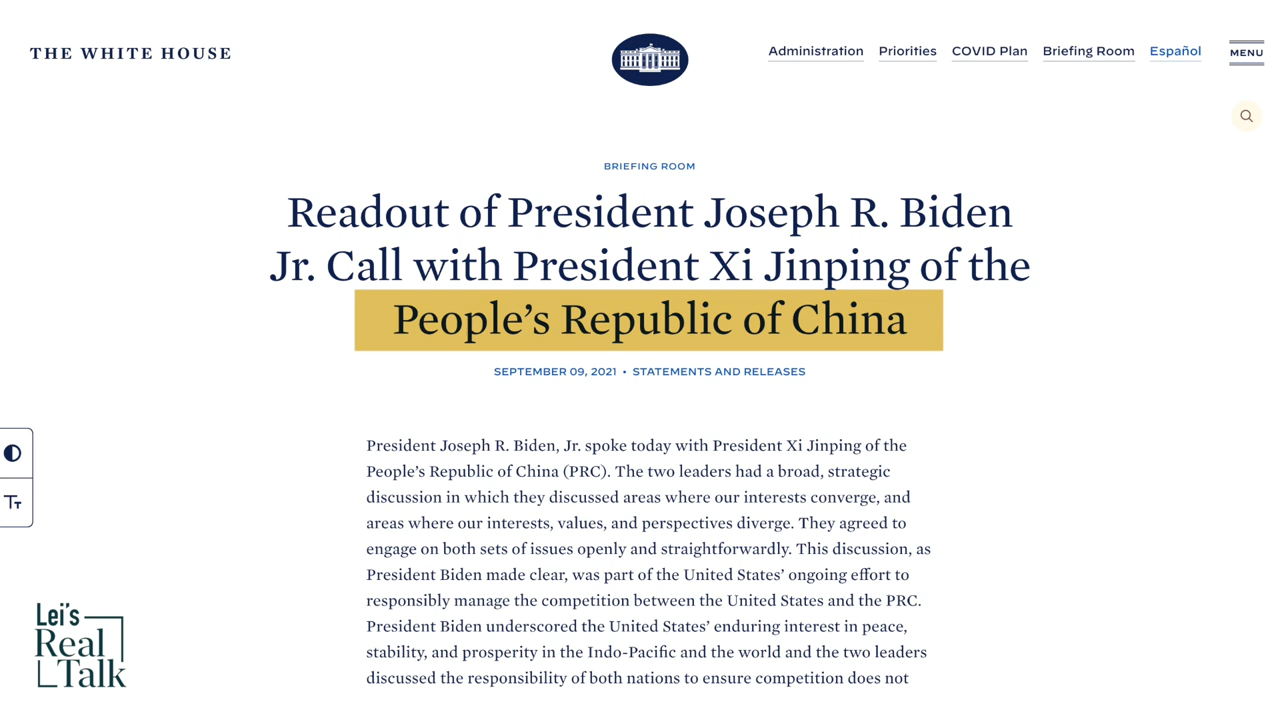 THE WHITE HOUSE
Administration Priorities COVID Plan Briefing Room Español MENU
BRIEFING ROOM
Readout of President Joseph R. Biden
Jr. Call with President Xi Jinping of the
People’s Republic of China
SEPTEMBER 09, 2021 • STATEMENTS AND RELEASES
President Joseph R. Biden, Jr. spoke today with President Xi Jinping of the
People’s Republic of China (PRC). The two leaders had a broad, strategic
discussion in which they discussed areas where our interests converge, and
areas where our interests, values, and perspectives diverge. They agreed to
engage on both sets of issues openly and straightforwardly. This discussion, as
President Biden made clear, was part of the United States’ ongoing effort to
responsibly manage the competition between the United States and the PRC.
President Biden underscored the United States’ enduring interest in peace,
stability, and prosperity in the Indo-Pacific and the world and the two leaders
discussed the responsibility of both nations to ensure competition does not
TT
Lei’s
Real
Talk